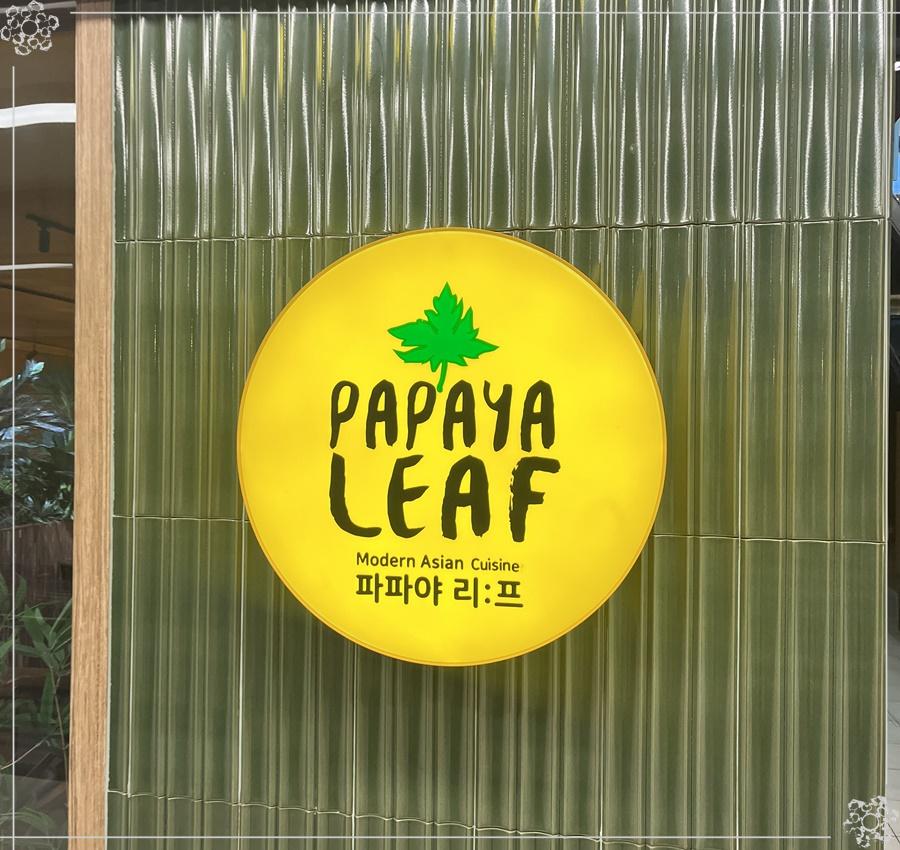 PAPAYA
LEAF
Modern Asian Cuisine
파파야 리:프